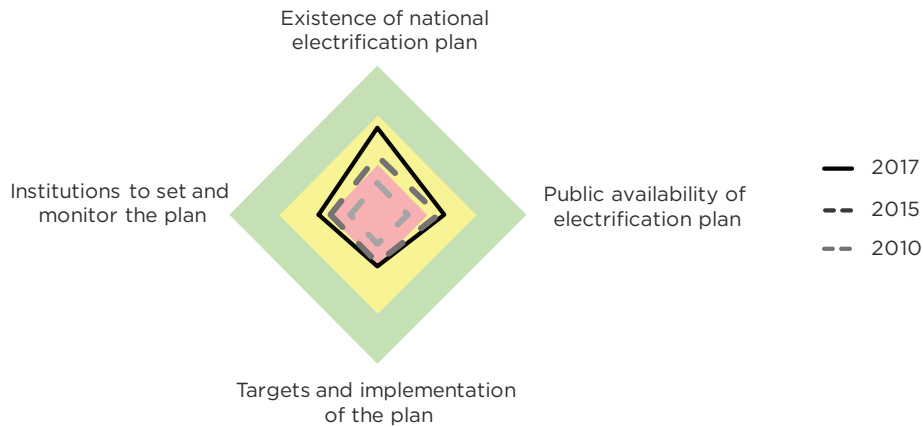 Existence of national
electrification plan
Institutions to set and
monitor the plan
Public availability of
electrification plan
Targets and implementation
of the plan
2017
2015
2010